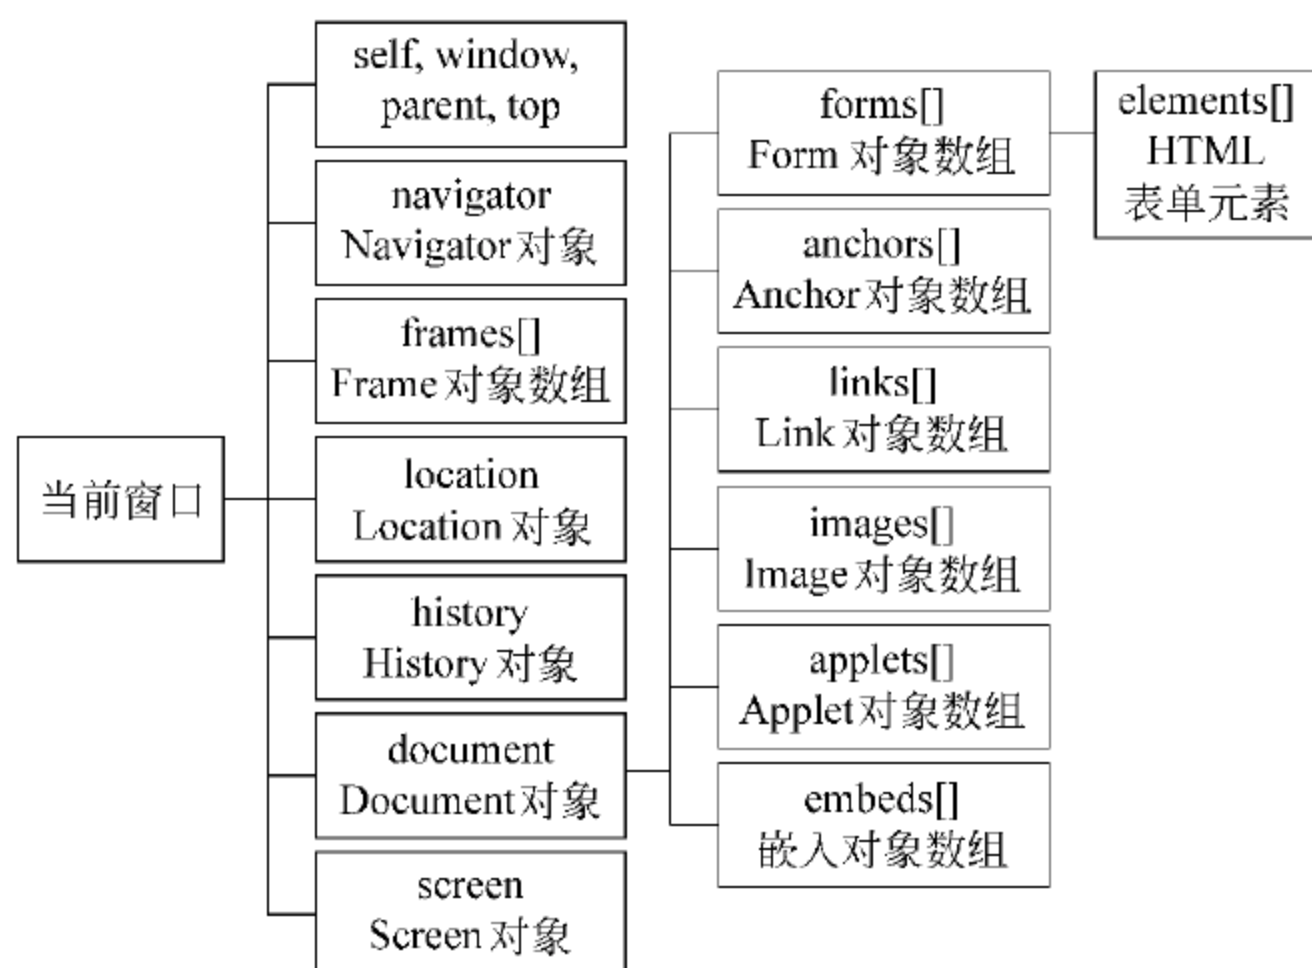 当前窗口
self, window,
parent, top
navigator
Navigator对象
frames[]
Frame对象数组
location
Location对象
history
History对象
document
Document对象
screen
Screen对象
forms[]
Form 对象数组
anchors[]
Anchor对象数组
links[]
Link对象数组
images[]
Image对象数组
applets[]
Applet对象数组
embeds[]
嵌入对象数组
elements[]
HTML
表单元素